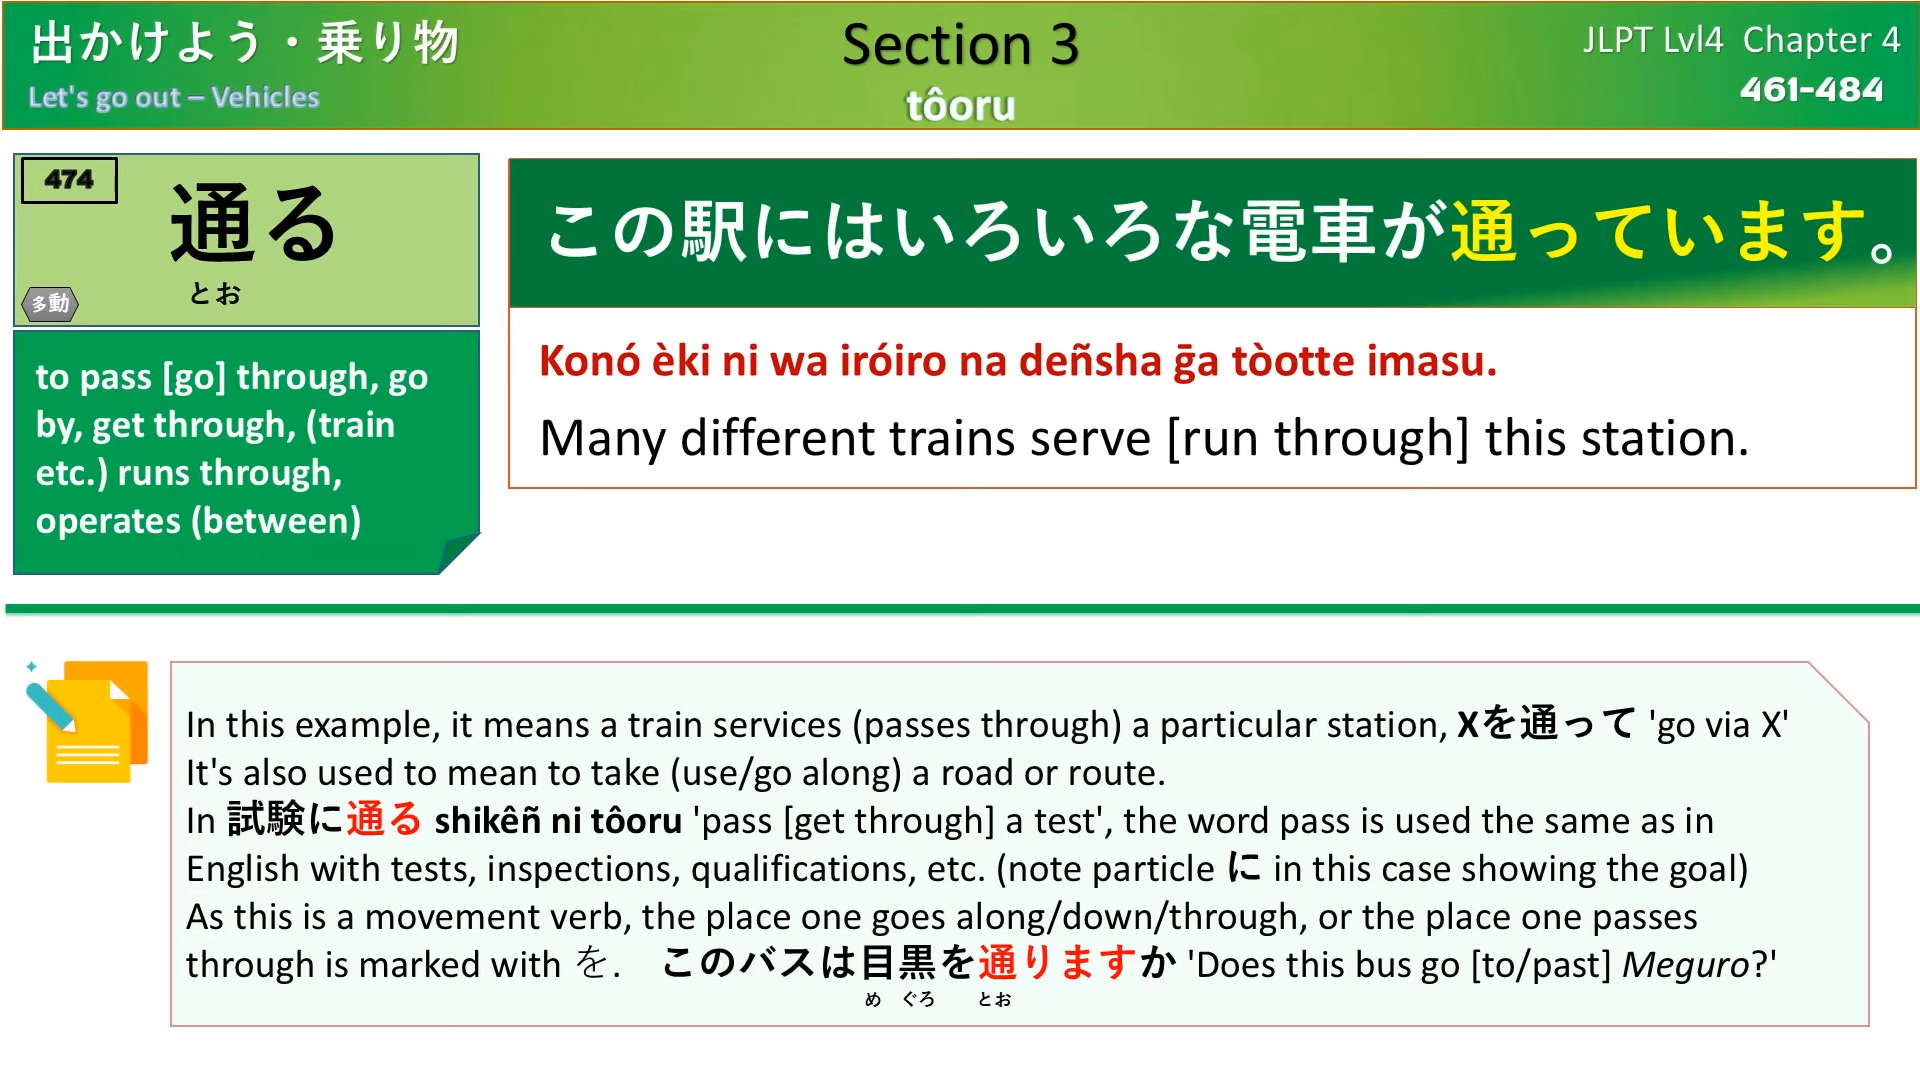 出かけよう・乗り物
Let's go out – Vehicles
Section 3
tôoru
JLPT Lvl4 Chapter 4
461-484
474
通る
とお
多動
to pass [go] through, go
by, get through, (train
etc.) runs through,
operates (between)
この駅にはいろいろな電車が通っています。
Konó èki ni wa iróiro na deñsha ḡa tòotte imasu.
Many different trains serve [run through] this station.
In this example, it means a train services (passes through) a particular station, Xを通って 'go via X'
It's also used to mean to take (use/go along) a road or route.
In 試験に通る shikêñ ni tôoru 'pass [get through] a test', the word pass is used the same as in
English with tests, inspections, qualifications, etc. (note particle に in this case showing the goal)
As this is a movement verb, the place one goes along/down/through, or the place one passes
through is marked with を. このバスは目黒を通りますか 'Does this bus go [to/past] Meguro?'
め ぐろ とお